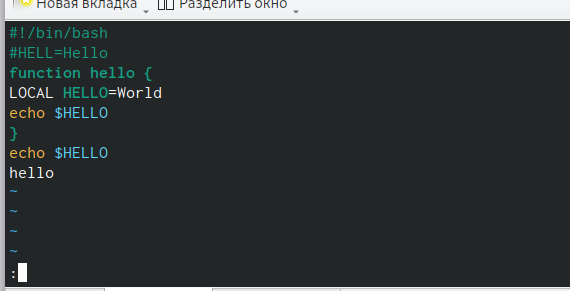 Новая вкладка Разделить окно
#!/bin/bash
#HELL=Hello
function hello {
LOCAL HELLO=World
echo $HELLO
}
echo $HELLO
hello
~
~
~
~
: